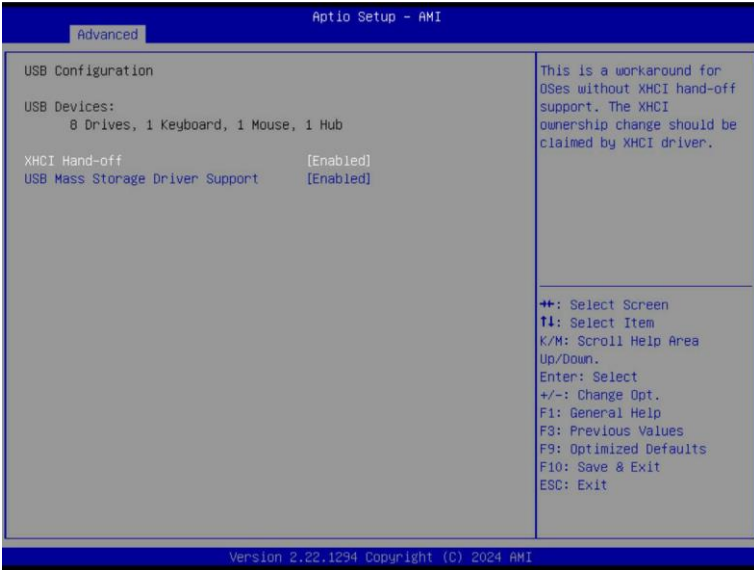 Aptio Setup – AMI
Advanced
USB Configuration
USB Devices:
8 Drives, 1 Keyboard, 1 Mouse, 1 Hub
XHCI Hand-off [Enabled]
USB Mass Storage Driver Support [Enabled]
This is a workaround for
OSes without XHCI hand-off
support. The XHCI
ownership change should be
claimed by XHCI driver.
→←: Select Screen
↑↓: Select Item
K/M: Scroll Help Area
Up/Down.
Enter: Select
+/-: Change Opt.
F1: General Help
F3: Previous Values
F9: Optimized Defaults
F10: Save & Exit
ESC: Exit
Version 2.22.1294 Copyright (C) 2024 AMI